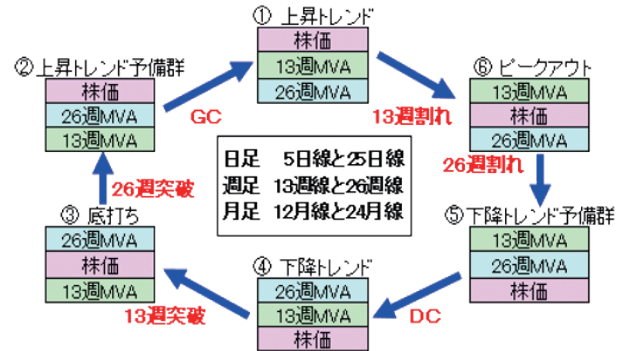 ① 上昇トレンド
株価
13週MVA
26週MVA
② 上昇トレンド予備群
株価
26週MVA
13週MVA
GC
13週割れ
⑥ ピークアウト
13週MVA
株価
26週MVA
26週割れ
日足 5日線と25日線
週足 13週線と26週線
月足 12月線と24月線
26週突破
③ 底打ち
26週MVA
株価
13週MVA
⑤ 下降トレンド予備群
13週MVA
26週MVA
株価
④ 下降トレンド
26週MVA
13週MVA
株価
13週突破
DC